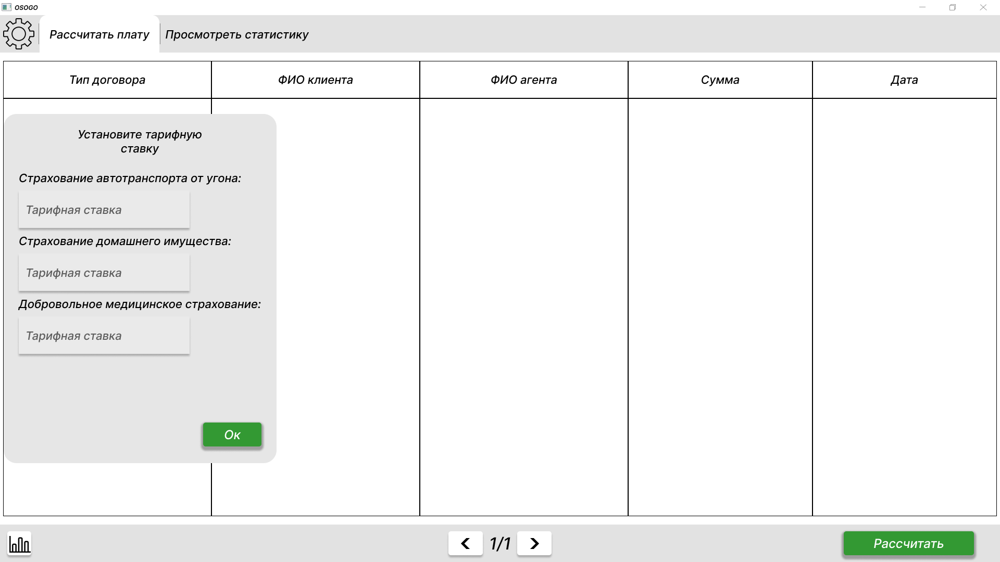 OSOGO
Рассчитать плату
Просмотреть статистику
Тип договора
ФИО клиента
ФИО агента
Сумма
Дата
Установите тарифную
ставку
Страхование автотранспорта от угона:
Тарифная ставка
Страхование домашнего имущества:
Тарифная ставка
Добровольное медицинское страхование:
Тарифная ставка
Ок
1/1
Рассчитать